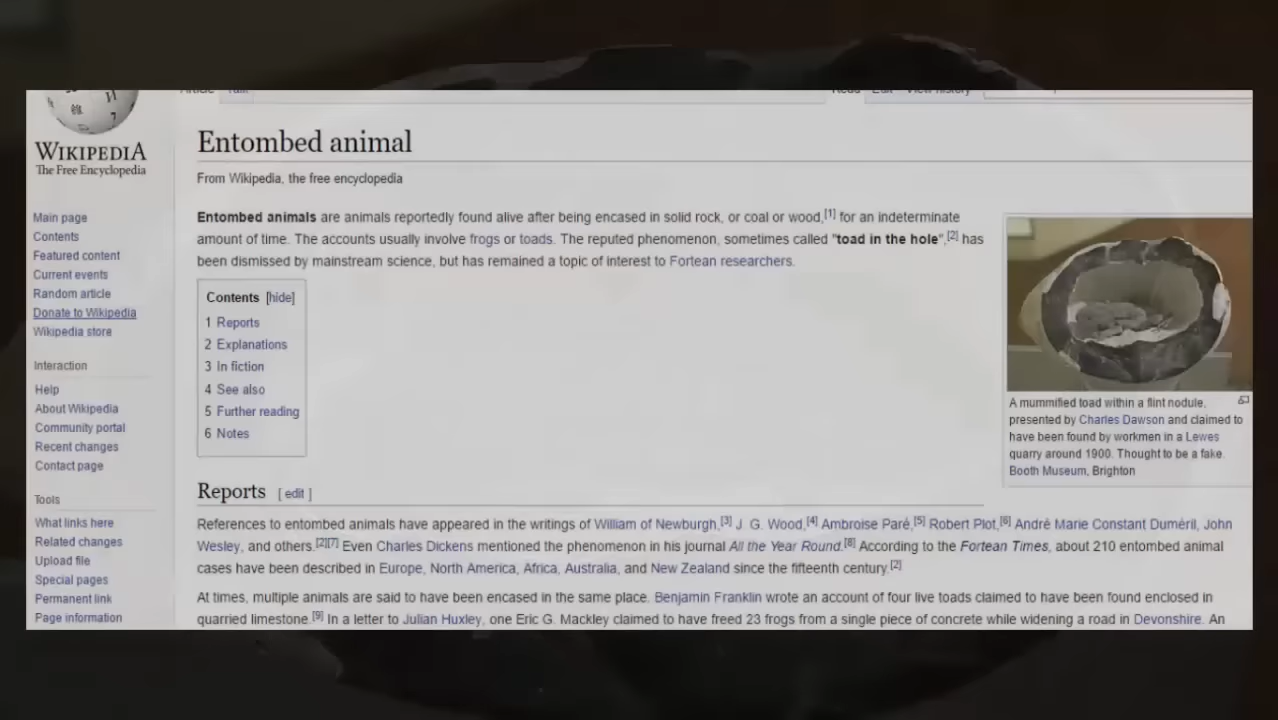 Article Talk Read Edit View history
WIKIPEDIA
The Free Encyclopedia
Main page
Contents
Featured content
Current events
Random article
Donate to Wikipedia
Wikipedia store
Interaction
Help
About Wikipedia
Community portal
Recent changes
Contact page
Tools
What links here
Related changes
Upload file
Special pages
Permanent link
Page information
Entombed animal
From Wikipedia, the free encyclopedia
Entombed animals are animals reportedly found alive after being encased in solid rock, or coal or wood,[1] for an indeterminate
amount of time. The accounts usually involve frogs or toads. The reputed phenomenon, sometimes called "toad in the hole",[2] has
been dismissed by mainstream science, but has remained a topic of interest to Fortean researchers.
Contents [hide]
1 Reports
2 Explanations
3 In fiction
4 See also
5 Further reading
6 Notes
A mummified toad within a flint nodule,
presented by Charles Dawson and claimed to
have been found by workmen in a Lewes
quarry around 1900. Thought to be a fake.
Booth Museum, Brighton
Reports [ edit ]
References to entombed animals have appeared in the writings of William of Newburgh,[3] J. G. Wood,[4] Ambroise Paré,[5] Robert Plot,[6] André Marie Constant Duméril, John
Wesley, and others.[2][7] Even Charles Dickens mentioned the phenomenon in his journal All the Year Round.[8] According to the Fortean Times, about 210 entombed animal
cases have been described in Europe, North America, Africa, Australia, and New Zealand since the fifteenth century.[2]
At times, multiple animals are said to have been encased in the same place. Benjamin Franklin wrote an account of four live toads claimed to have been found enclosed in
quarried limestone.[9] In a letter to Julian Huxley, one Eric G. Mackley claimed to have freed 23 frogs from a single piece of concrete while widening a road in Devonshire. An